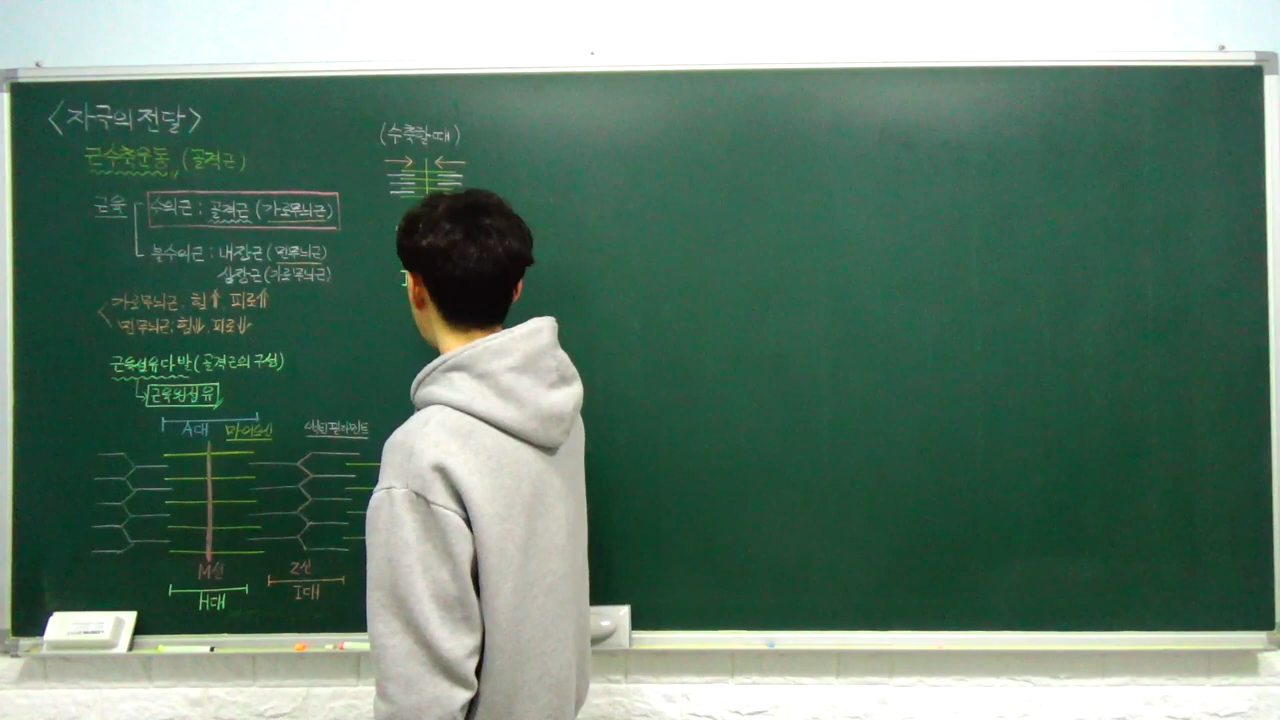 <자극의 전달>
근수축운동 (골격근)
근육 수의근 : 골격근 (가로무늬근)
불수의근 : 내장근 (민무늬근)
심장근 (가로무늬근)
가로무늬근 힘⇑ 피로⇑
민무늬근 힘⇓ 피로⇓
근육섬유다발 (골격근의 구성)
근육원섬유
A대 마이오신 액틴필라멘트
M선 Z선
H대 I대
(수축할 때)